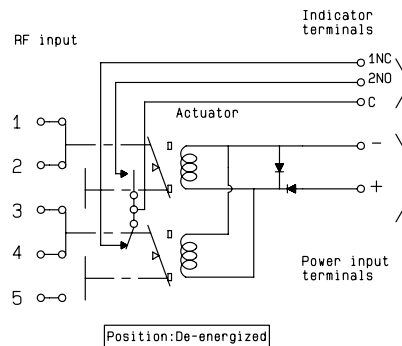 Indicator
terminals
RF input
1NC
2NO
C
Actuator
1
2
3
4
5
-
+
Power input
terminals
Position:De-energized